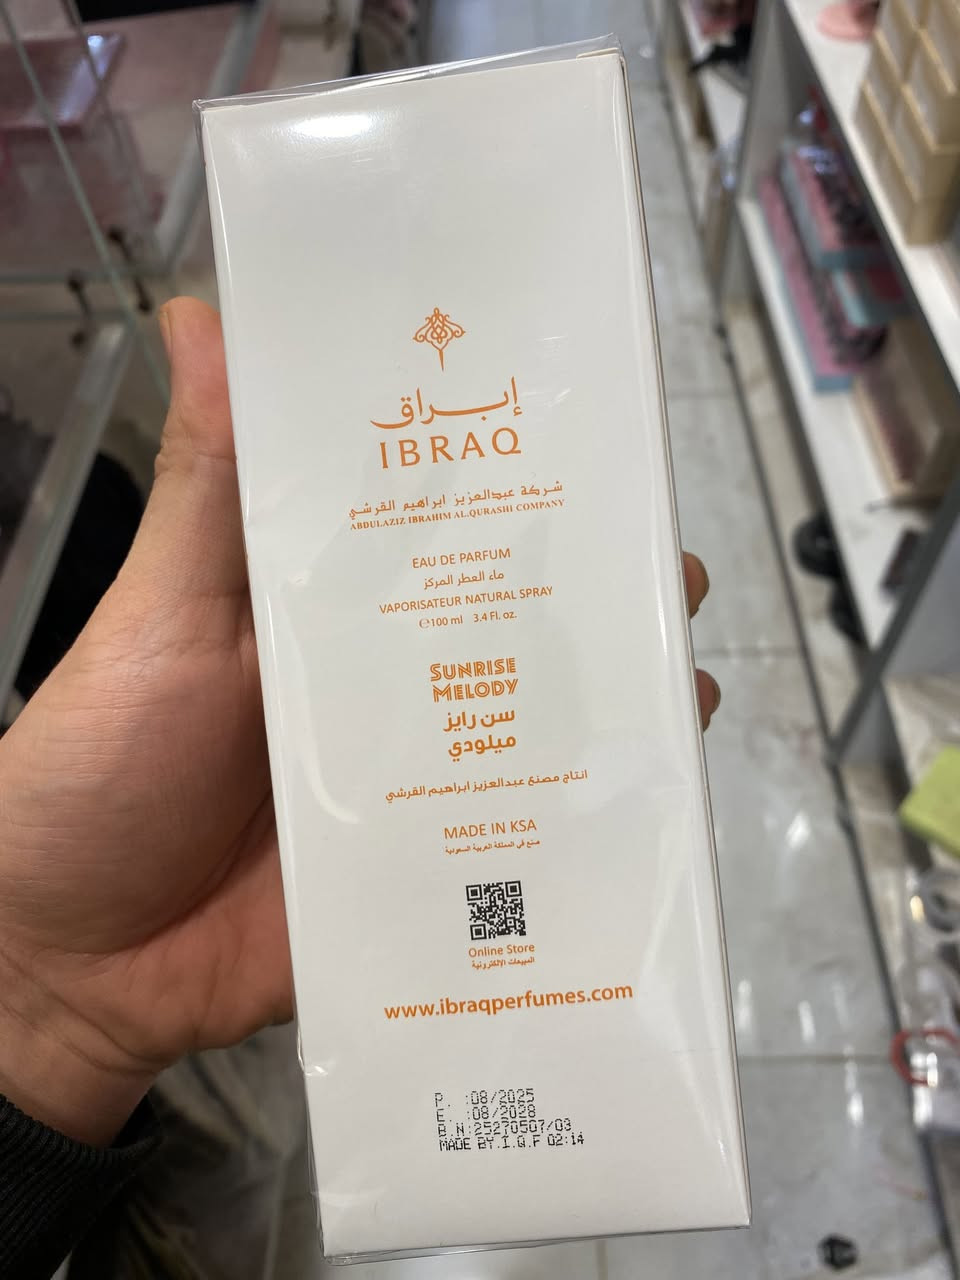 إبراق
IBRAQ
شركة عبدالعزيز ابراهيم القرشي
ABDULAZIZ IBRAHIM AL.QURASHI COMPANY
EAU DE PARFUM
ماء العطر المركز
VAPORISATEUR NATURAL SPRAY
℮100 ml 3.4 Fl. oz.
SUNRISE
MELODY
سن رايز
ميلودي
انتاج مصنع عبدالعزيز ابراهيم القرشي
MADE IN KSA
صنع في المملكة العربية السعودية
Online Store
المبيعات الإلكترونية
www.ibraqperfumes.com
P. :08/2025
E. :08/2028
B.N:25270507/03
MADE BY.I.Q.F 02:14